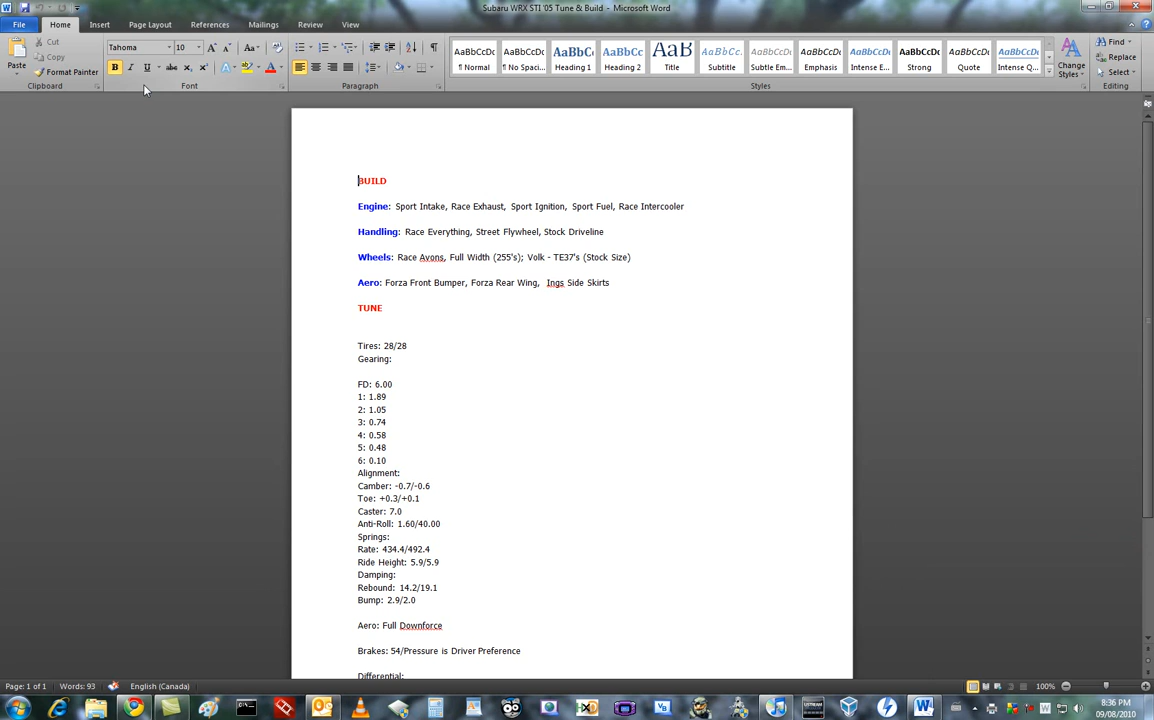 Subaru WRX STI '05 Tune & Build - Microsoft Word
File Home Insert Page Layout References Mailings Review View
Paste Cut Copy Format Painter Clipboard
Tahoma 10 Font
Paragraph
AaBbCcDc AaBbCcDc AaBbC AaBbCc AaB AaBbCcD AaBbCcDc AaBbCcDc AaBbCcDc AaBbCcDc AaBbCcDc AaBbCcDc
¶ Normal ¶ No Spaci... Heading 1 Heading 2 Title Subtitle Subtle Em... Emphasis Intense E... Strong Quote Intense Q...
Change Styles Styles
Find Replace Select Editing
BUILD
Engine: Sport Intake, Race Exhaust, Sport Ignition, Sport Fuel, Race Intercooler
Handling: Race Everything, Street Flywheel, Stock Driveline
Wheels: Race Avons, Full Width (255's); Volk - TE37's (Stock Size)
Aero: Forza Front Bumper, Forza Rear Wing, Ings Side Skirts
TUNE
Tires: 28/28
Gearing:
FD: 6.00
1: 1.89
2: 1.05
3: 0.74
4: 0.58
5: 0.48
6: 0.10
Alignment:
Camber: -0.7/-0.6
Toe: +0.3/+0.1
Caster: 7.0
Anti-Roll: 1.60/40.00
Springs:
Rate: 434.4/492.4
Ride Height: 5.9/5.9
Damping:
Rebound: 14.2/19.1
Bump: 2.9/2.0
Aero: Full Downforce
Brakes: 54/Pressure is Driver Preference
Differential:
Page: 1 of 1 Words: 93 English (Canada) 100%
8:36 PM
09/08/2010